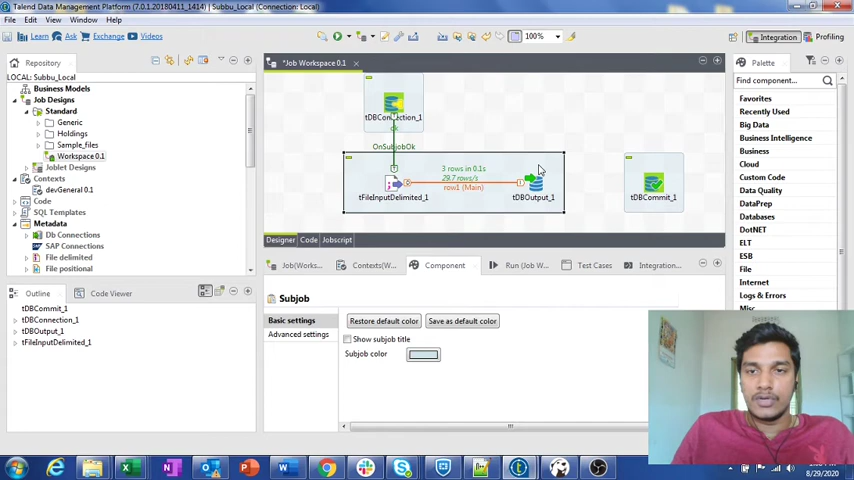 Talend Data Management Platform (7.0.1.20180411_1414) | Subbu_Local (Connection: Local)
File Edit View Window Help
Learn Ask Exchange Videos
100%
Integration Profiling
Repository
LOCAL: Subbu_Local
Business Models
Job Designs
Standard
Generic
Holdings
Sample_files
Workspace 0.1
Joblet Designs
Contexts
devGeneral 0.1
Code
SQL Templates
Metadata
Db Connections
SAP Connections
File delimited
File positional
Outline Code Viewer
tDBCommit_1
tDBConnection_1
tDBOutput_1
tFileInputDelimited_1
*Job Workspace 0.1
tDBConnection_1
ok
OnSubjobOk
3 rows in 0.1s
29.7 rows/s
row1 (Main)
tFileInputDelimited_1
tDBOutput_1
tDBCommit_1
Designer Code Jobscript
Job(Works... Contexts(W... Component Run (Job W... Test Cases Integration...
Subjob
Basic settings
Advanced settings
Restore default color Save as default color
Show subjob title
Subjob color
Palette
Find component...
Favorites
Recently Used
Big Data
Business Intelligence
Business
Cloud
Custom Code
Data Quality
DataPrep
Databases
DotNET
ELT
ESB
File
Internet
Logs & Errors
8/29/2020